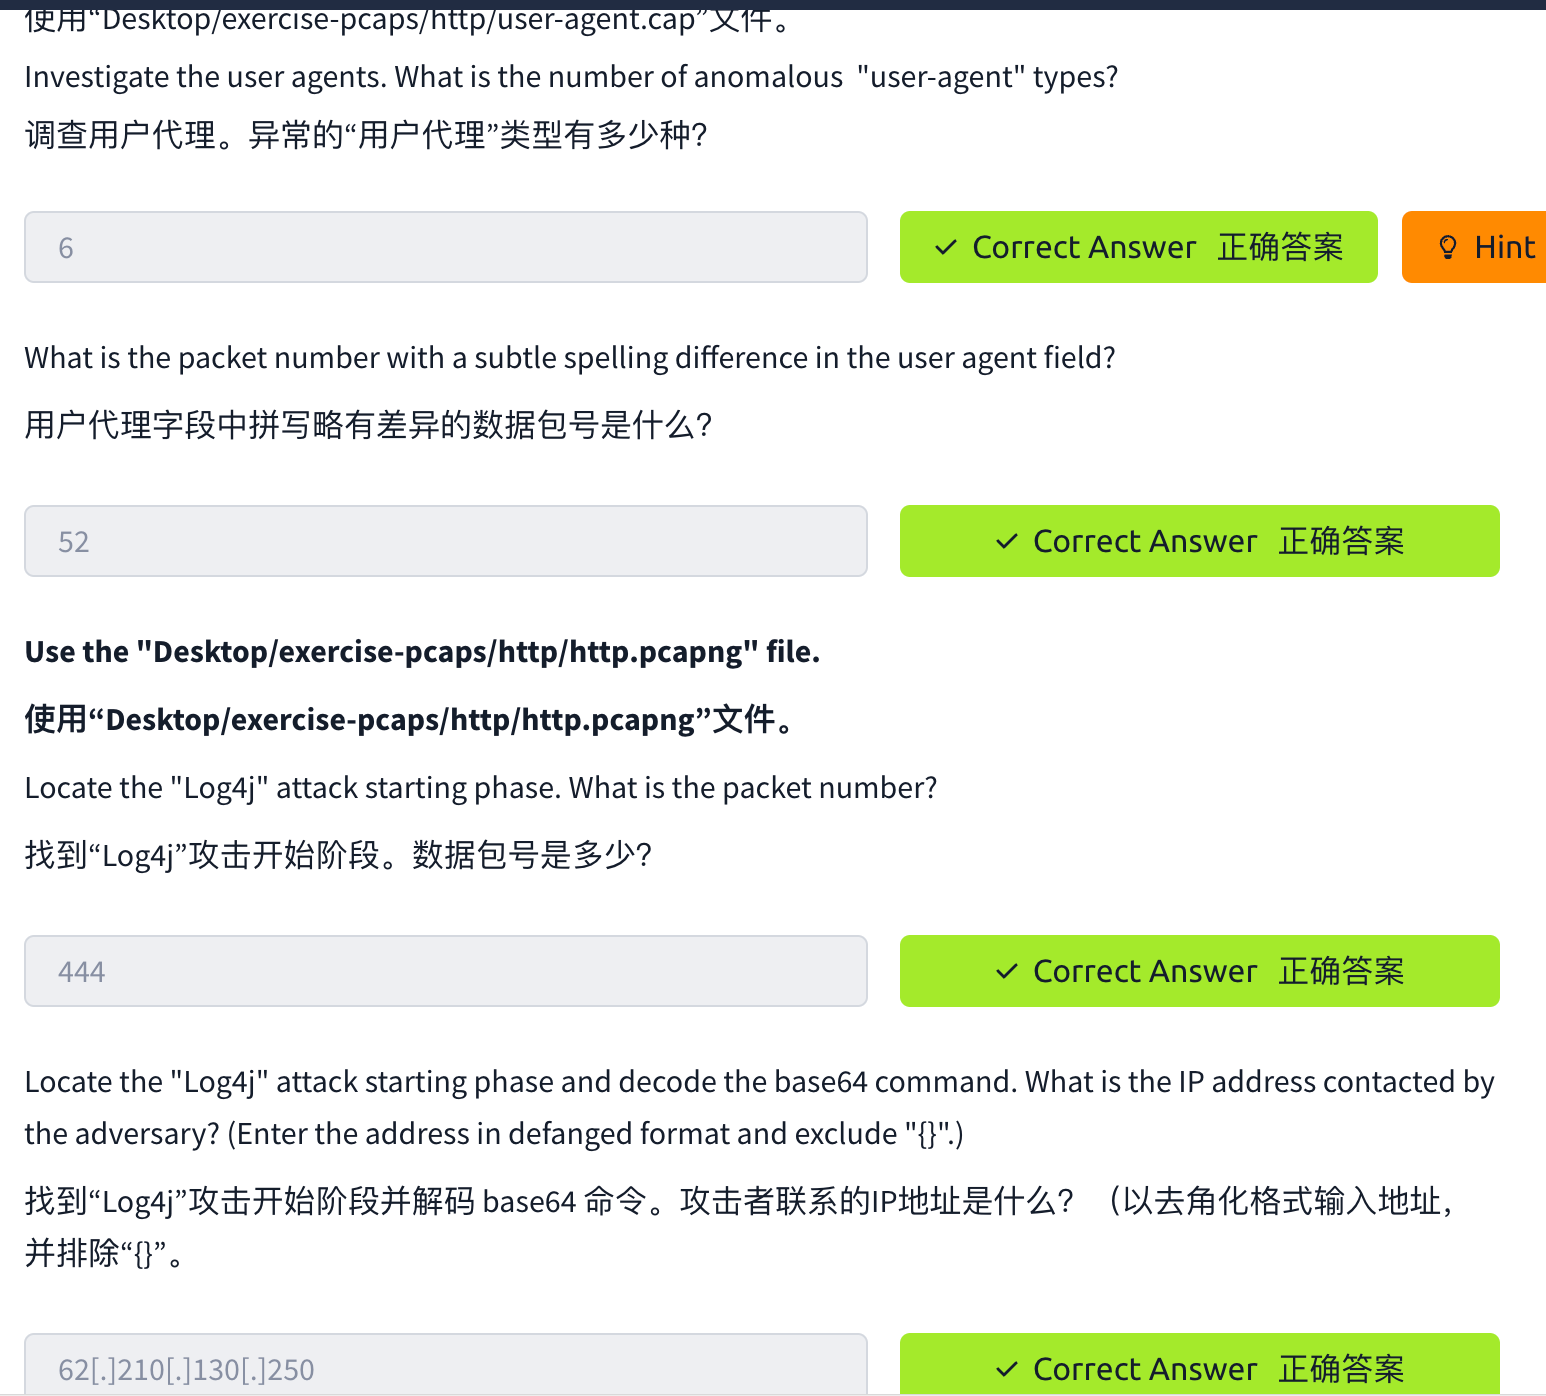 使用“Desktop/exercise-pcaps/http/user-agent.cap”文件。
Investigate the user agents. What is the number of anomalous  "user-agent" types?
调查用户代理。异常的“用户代理”类型有多少种？
6
Correct Answer 正确答案
Hint
What is the packet number with a subtle spelling difference in the user agent field?
用户代理字段中拼写略有差异的数据包号是什么？
52
Correct Answer 正确答案
Use the "Desktop/exercise-pcaps/http/http.pcapng" file.
使用“Desktop/exercise-pcaps/http/http.pcapng”文件。
Locate the "Log4j" attack starting phase. What is the packet number?
找到“Log4j”攻击开始阶段。数据包号是多少？
444
Correct Answer 正确答案
Locate the "Log4j" attack starting phase and decode the base64 command. What is the IP address contacted by
the adversary? (Enter the address in defanged format and exclude "{}".)
找到“Log4j”攻击开始阶段并解码 base64 命令。攻击者联系的IP地址是什么？（以去角化格式输入地址，
并排除“{}”。
62[.]210[.]130[.]250
Correct Answer 正确答案